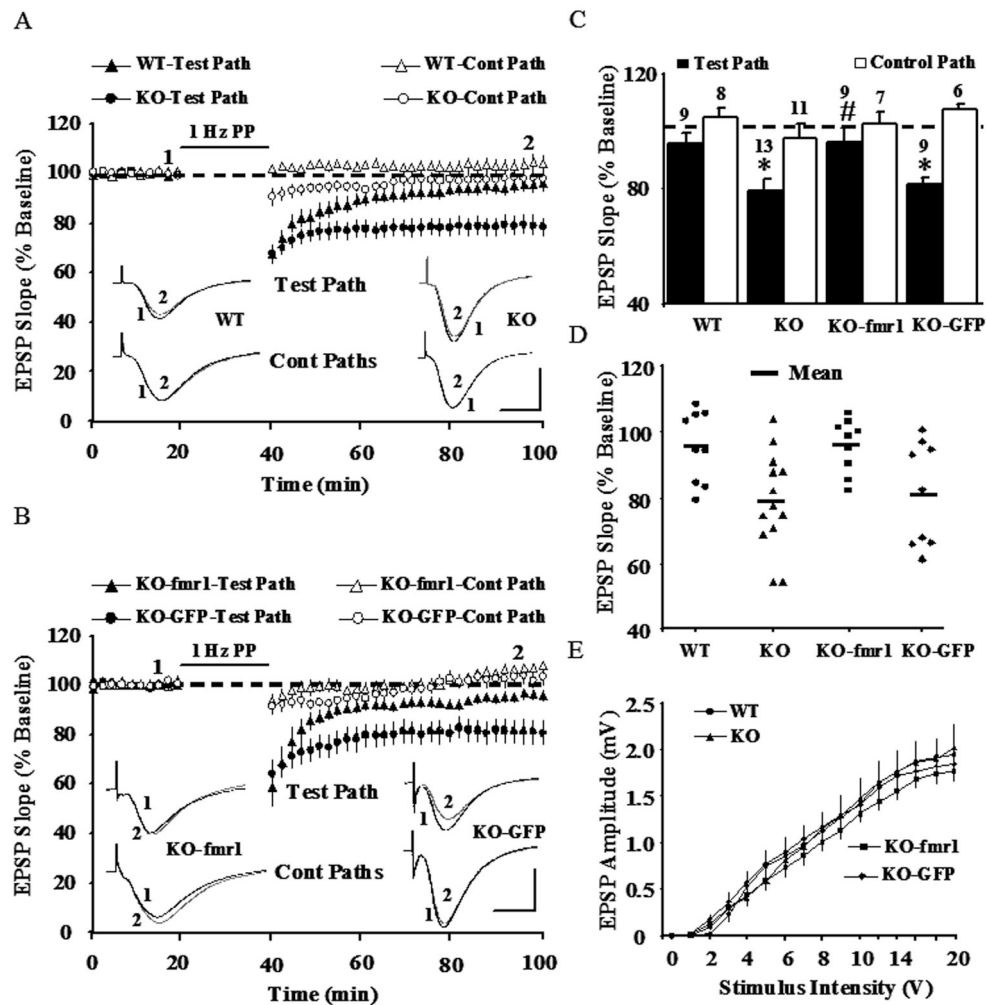 A
WT-Test Path
WT-Cont Path
KO-Test Path
KO-Cont Path
120
100
80
60
40
20
0
EPSP Slope (% Baseline)
1
1 Hz PP
2
Test Path
1
2
WT
2
1
KO
Cont Paths
1
2
2
1
0
20
40
60
80
100
Time (min)
B
KO-fmr1-Test Path
KO-fmr1-Cont Path
KO-GFP-Test Path
KO-GFP-Cont Path
120
100
80
60
40
20
0
EPSP Slope (% Baseline)
1
1 Hz PP
2
Test Path
1
2
KO-fmr1
2
1
KO-GFP
Cont Paths
1
2
1
2
0
20
40
60
80
100
Time (min)
C
Test Path
Control Path
120
80
40
EPSP Slope (% Baseline)
9
8
13
*
11
9
#
7
9
*
6
WT
KO
KO-fmr1
KO-GFP
D
Mean
120
100
80
60
40
EPSP Slope (% Baseline)
WT
KO
KO-fmr1
KO-GFP
E
WT
KO
KO-fmr1
KO-GFP
2.5
2.0
1.5
1.0
0.5
0
EPSP Amplitude (mV)
0
2
4
6
8
10
14
16
20
Stimulus Intensity (V)